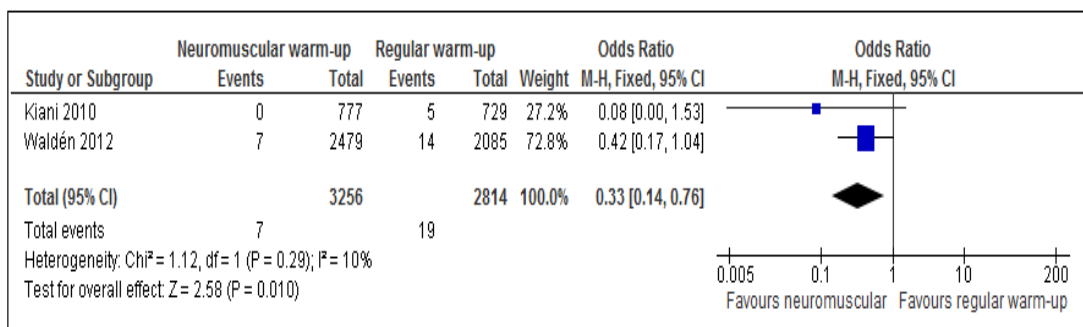 Neuromuscular warm-up Regular warm-up Odds Ratio Odds Ratio
Study or Subgroup Events Total Events Total Weight M-H, Fixed, 95% CI M-H, Fixed, 95% CI
Kiani 2010 0 777 5 729 27.2% 0.08 [0.00, 1.53]
Waldén 2012 7 2479 14 2085 72.8% 0.42 [0.17, 1.04]
Total (95% CI) 3256 2814 100.0% 0.33 [0.14, 0.76]
Total events 7 19
Heterogeneity: Chi² = 1.12, df = 1 (P = 0.29); I² = 10%
Test for overall effect: Z = 2.58 (P = 0.010)
0.005 0.1 1 10 200
Favours neuromuscular Favours regular warm-up